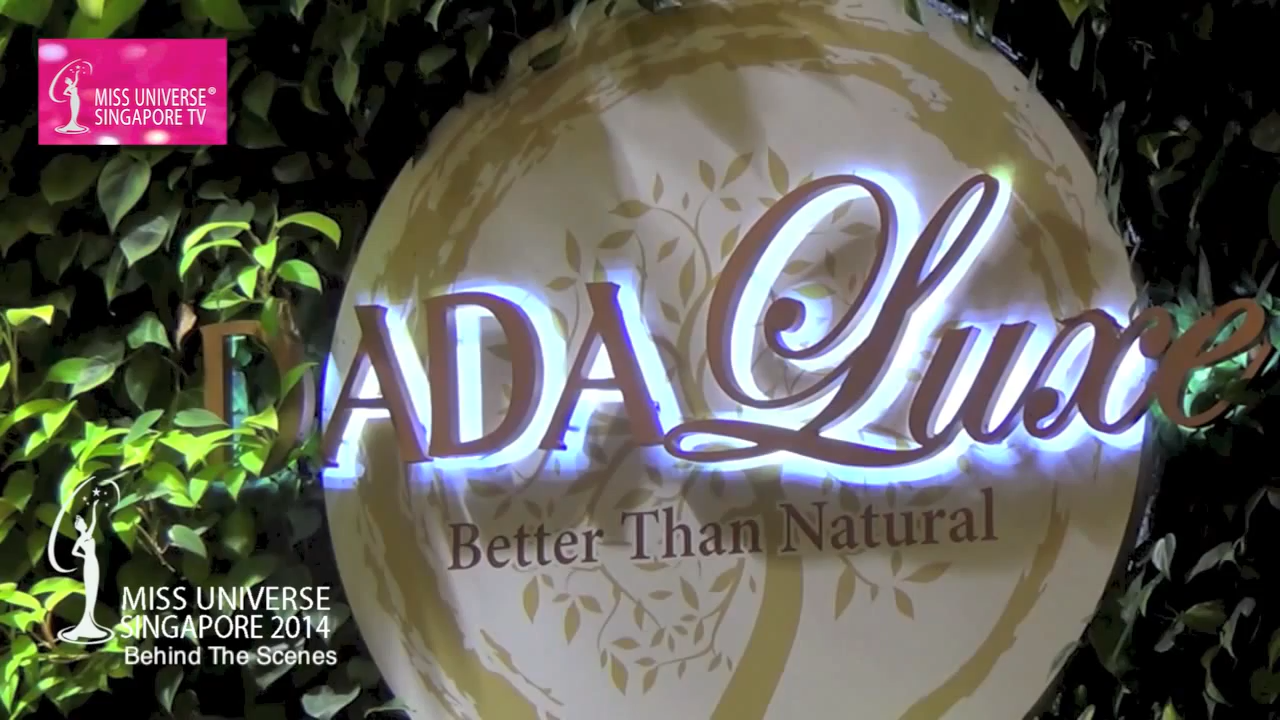 MISS UNIVERSE®
SINGAPORE TV
DADA Luxe
Better Than Natural
MISS UNIVERSE
SINGAPORE 2014
Behind The Scenes